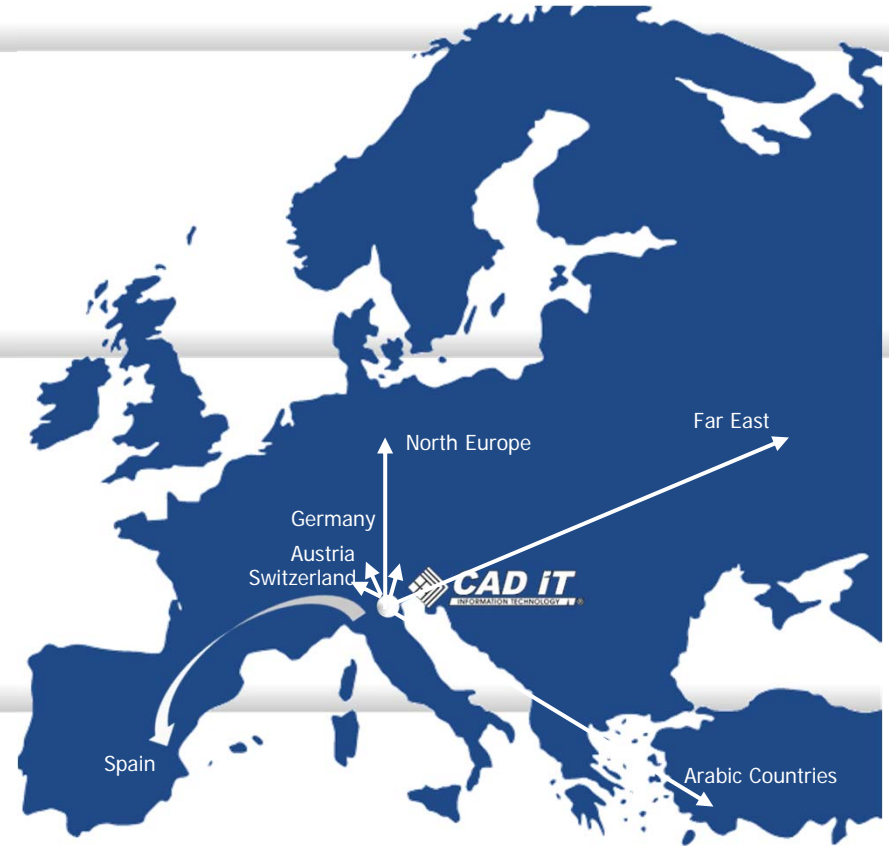 Far East
North Europe
Germany
Austria
Switzerland
CAD iT
INFORMATION TECHNOLOGY
®
Spain
Arabic Countries